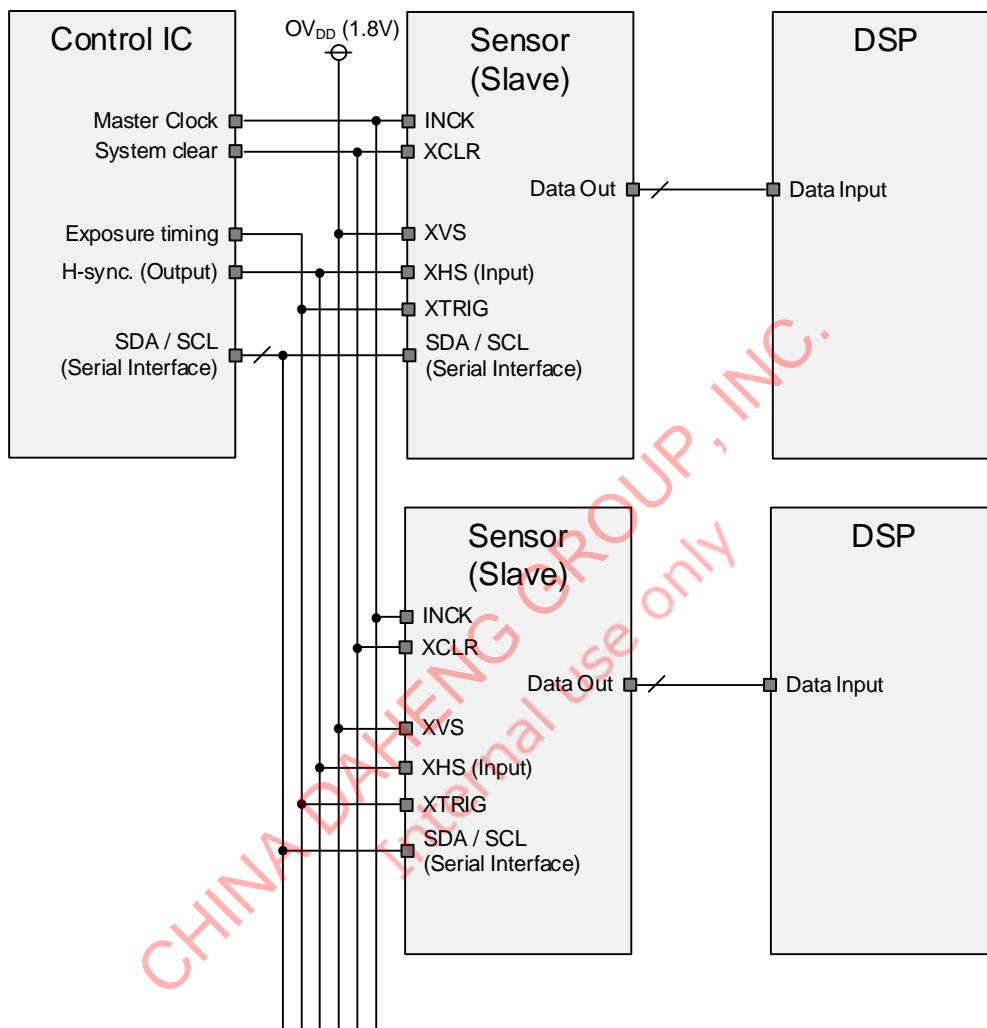 Control IC
Master Clock
System clear
Exposure timing
H-sync. (Output)
SDA / SCL
(Serial Interface)
OVDD (1.8V)
Sensor
(Slave)
INCK
XCLR
Data Out
XVS
XHS (Input)
XTRIG
SDA / SCL
(Serial Interface)
DSP
Data Input
Sensor
(Slave)
INCK
XCLR
Data Out
XVS
XHS (Input)
XTRIG
SDA / SCL
(Serial Interface)
DSP
Data Input
CHINA DAHENG GROUP, INC.
Internal use only